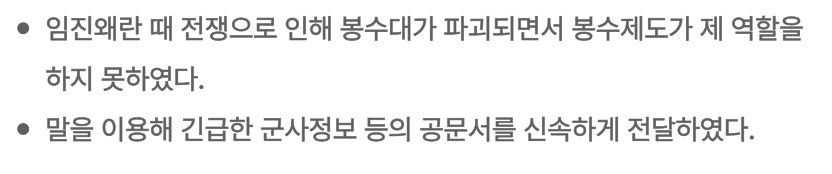 • 임진왜란 때 전쟁으로 인해 봉수대가 파괴되면서 봉수제도가 제 역할을
하지 못하였다.
• 말을 이용해 긴급한 군사정보 등의 공문서를 신속하게 전달하였다.